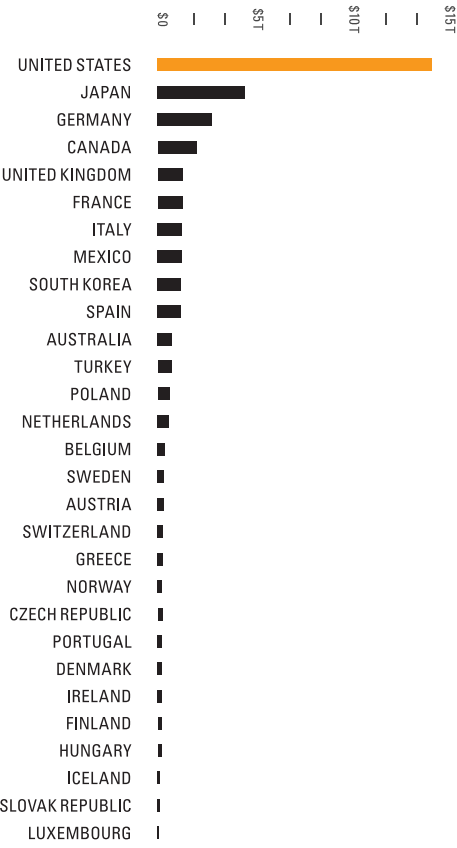 $0 $5T $10T $15T
UNITED STATES
JAPAN
GERMANY
CANADA
UNITED KINGDOM
FRANCE
ITALY
MEXICO
SOUTH KOREA
SPAIN
AUSTRALIA
TURKEY
POLAND
NETHERLANDS
BELGIUM
SWEDEN
AUSTRIA
SWITZERLAND
GREECE
NORWAY
CZECH REPUBLIC
PORTUGAL
DENMARK
IRELAND
FINLAND
HUNGARY
ICELAND
SLOVAK REPUBLIC
LUXEMBOURG